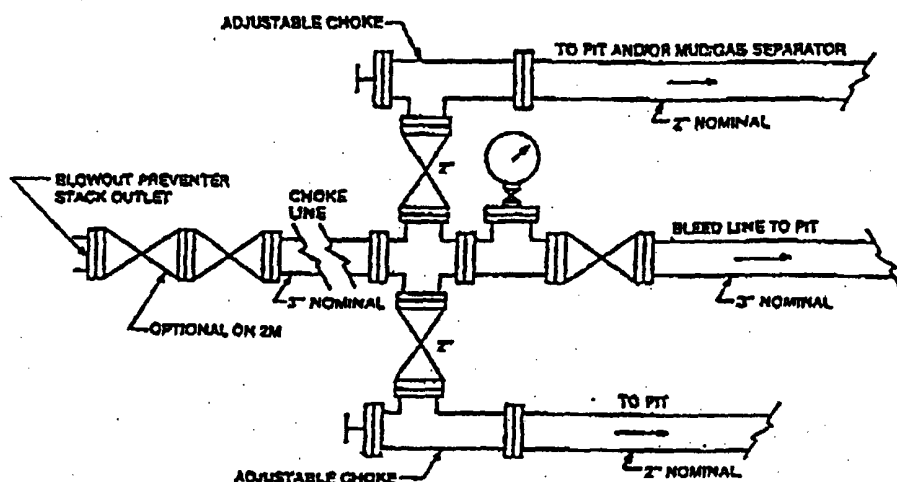 ADJUSTABLE CHOKE
TO PIT AND/OR MUD/GAS SEPARATOR
2" NOMINAL
2"
BLOWOUT PREVENTER
STACK OUTLET
CHOKE
LINE
BLEED LINE TO PIT
3" NOMINAL
3" NOMINAL
OPTIONAL ON 2M
2"
TO PIT
ADJUSTABLE CHOKE
2" NOMINAL